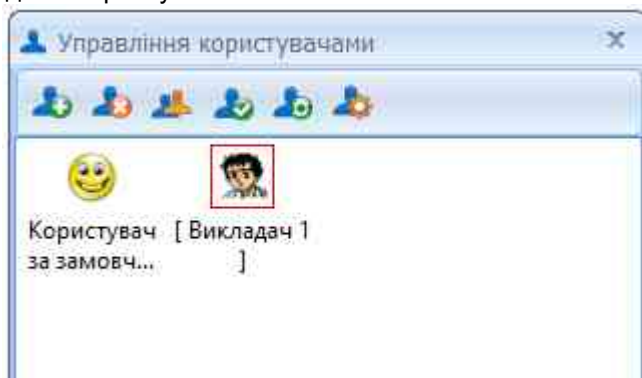 Управління користувачами
Користувач
за замовч...
[ Викладач 1
]